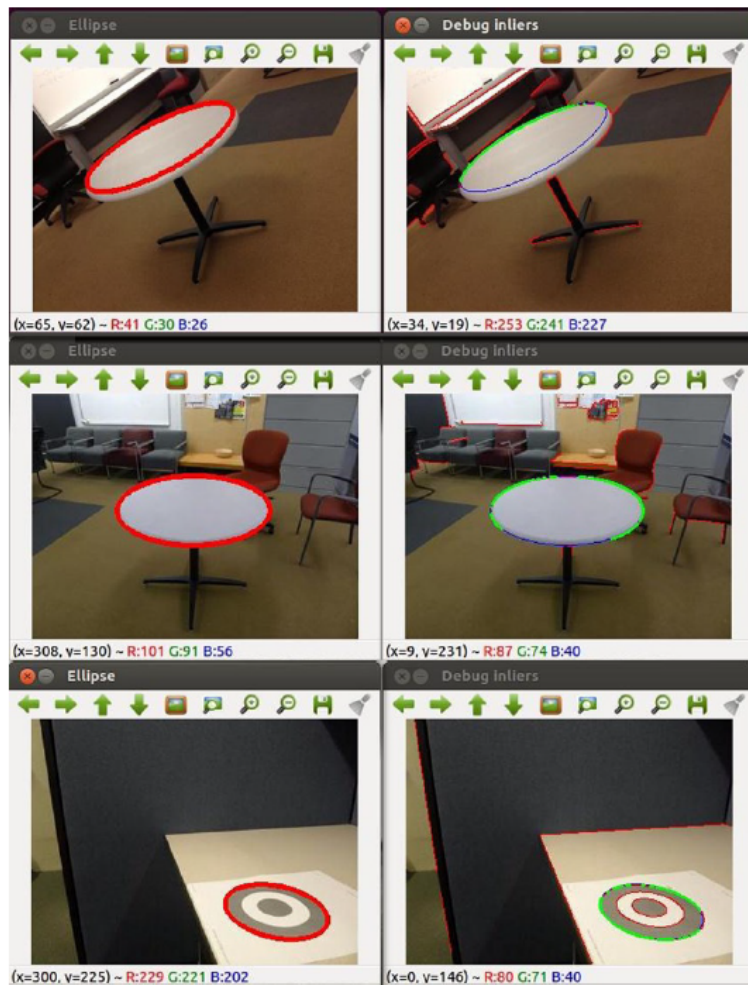 Ellipse
Debug inliers
(x=65, y=62) ~ R:41 G:30 B:26
(x=34, y=19) ~ R:253 G:241 B:227
Ellipse
Debug inliers
(x=308, y=130) ~ R:101 G:91 B:56
(x=9, y=231) ~ R:87 G:74 B:40
Ellipse
Debug inliers
(x=300, y=225) ~ R:229 G:221 B:202
(x=0, y=146) ~ R:80 G:71 B:40